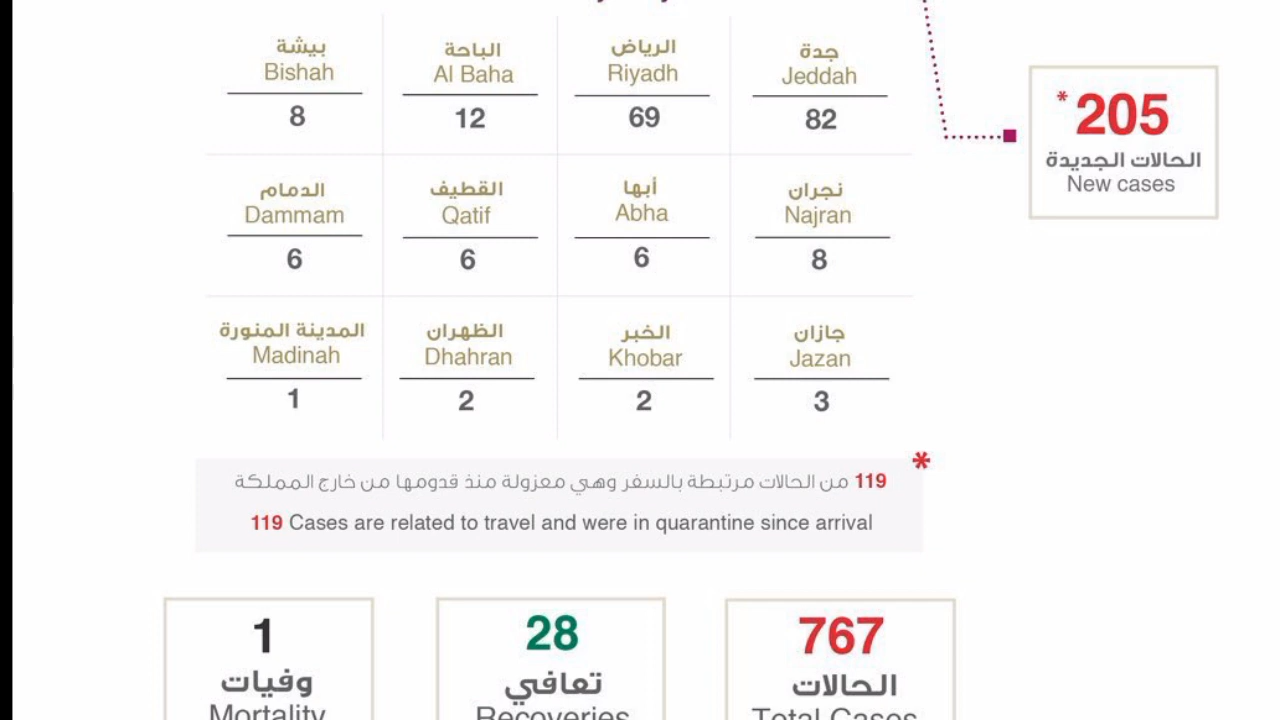 جدة
Jeddah
82
الرياض
Riyadh
69
الباحة
Al Baha
12
بيشة
Bishah
8
* 205
الحالات الجديدة
New cases
نجران
Najran
8
أبها
Abha
6
القطيف
Qatif
6
الدمام
Dammam
6
جازان
Jazan
3
الخبر
Khobar
2
الظهران
Dhahran
2
المدينة المنورة
Madinah
1
*
119 من الحالات مرتبطة بالسفر وهي معزولة منذ قدومها من خارج المملكة
119 Cases are related to travel and were in quarantine since arrival
767
الحالات
Total Cases
28
تعافي
Recoveries
1
وفيات
Mortality